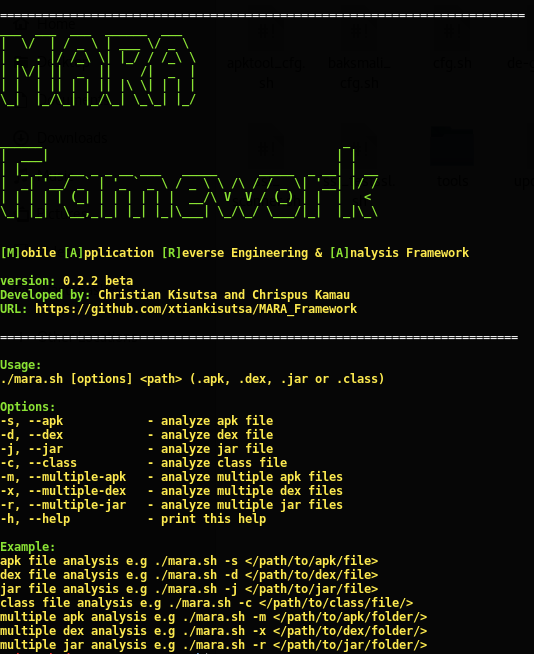 MARA
Framework
[M]obile [A]pplication [R]everse Engineering & [A]nalysis Framework
version: 0.2.2 beta
Developed by: Christian Kisutsa and Chrispus Kamau
URL: https://github.com/xtiankisutsa/MARA_Framework
Usage:
./mara.sh [options] <path> (.apk, .dex, .jar or .class)
Options:
-s, --apk - analyze apk file
-d, --dex - analyze dex file
-j, --jar - analyze jar file
-c, --class - analyze class file
-m, --multiple-apk - analyze multiple apk files
-x, --multiple-dex - analyze multiple dex files
-r, --multiple-jar - analyze multiple jar files
-h, --help - print this help
Example:
apk file analysis e.g ./mara.sh -s </path/to/apk/file>
dex file analysis e.g ./mara.sh -d </path/to/dex/file>
jar file analysis e.g ./mara.sh -j </path/to/jar/file>
class file analysis e.g ./mara.sh -c </path/to/class/file/>
multiple apk analysis e.g ./mara.sh -m </path/to/apk/folder/>
multiple dex analysis e.g ./mara.sh -x </path/to/dex/folder/>
multiple jar analysis e.g ./mara.sh -r </path/to/jar/folder/>